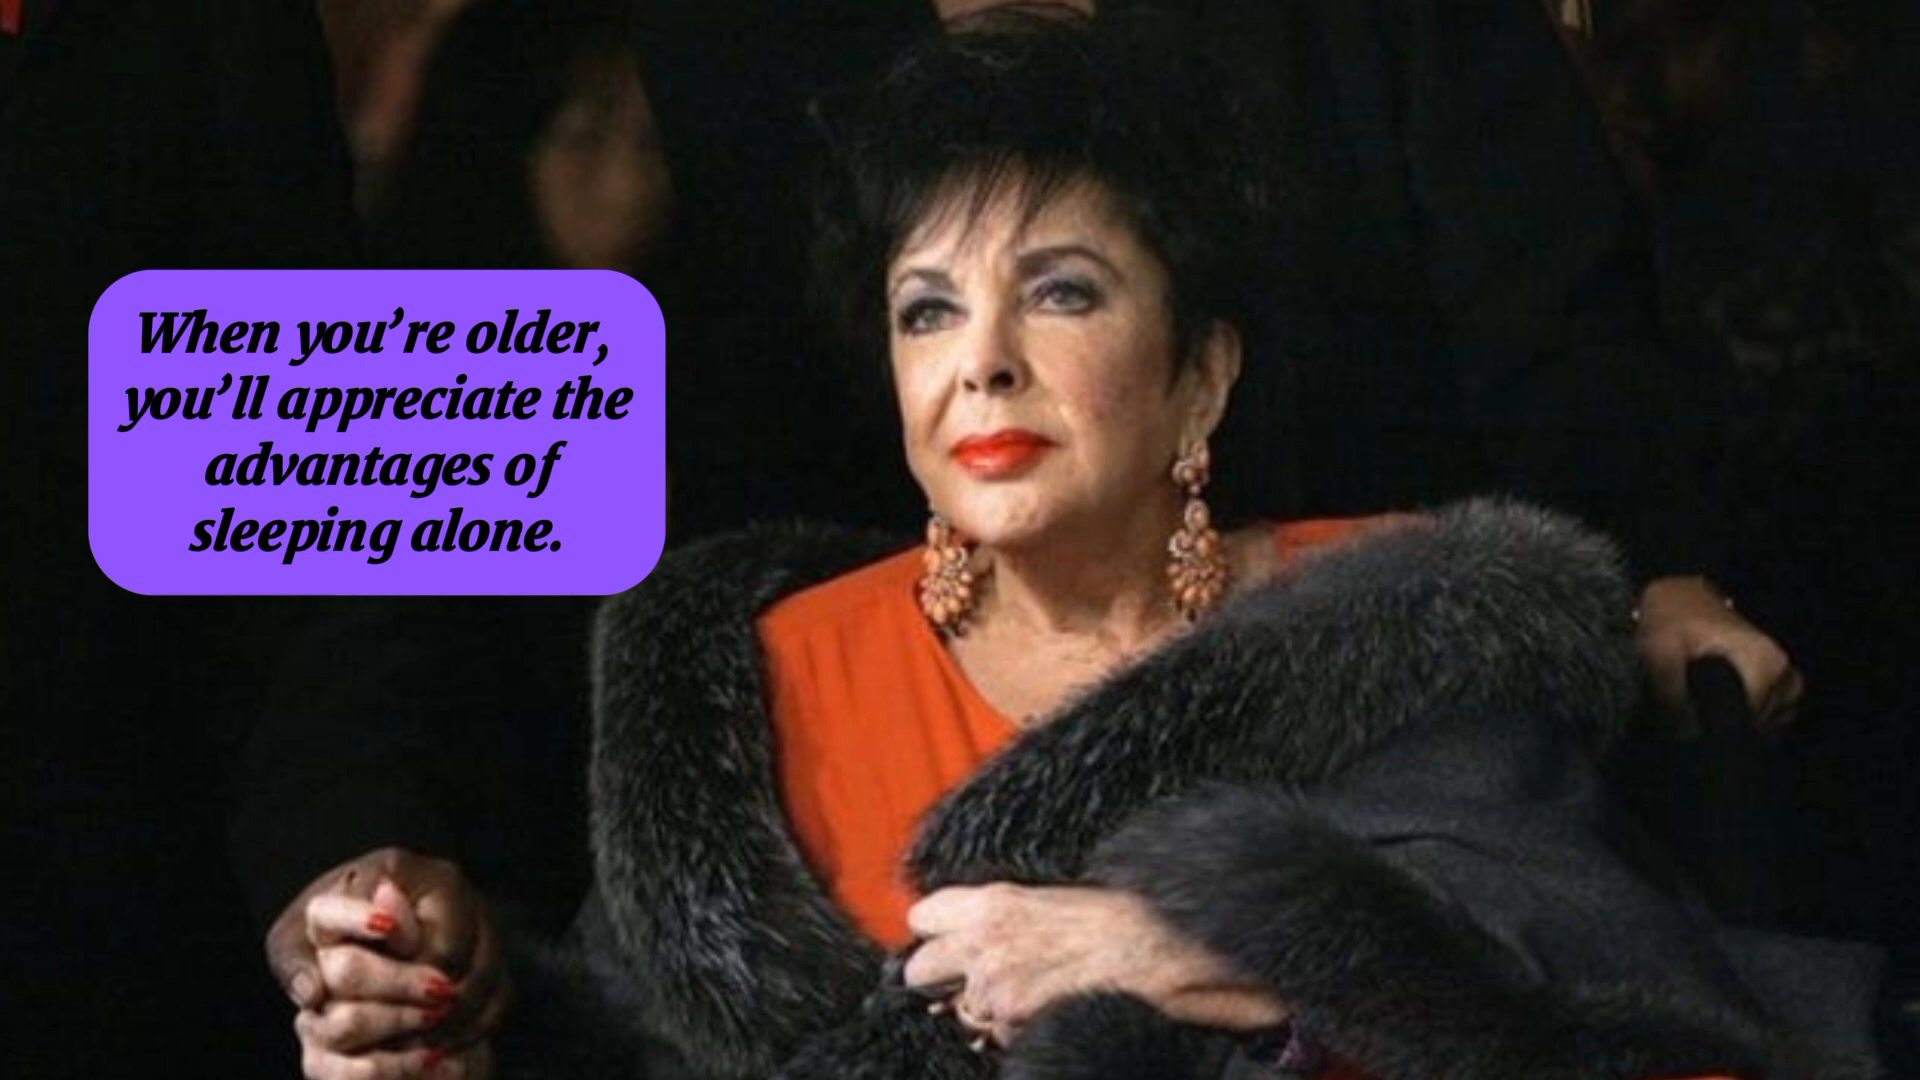 When you’re older,
you’ll appreciate the
advantages of
sleeping alone.